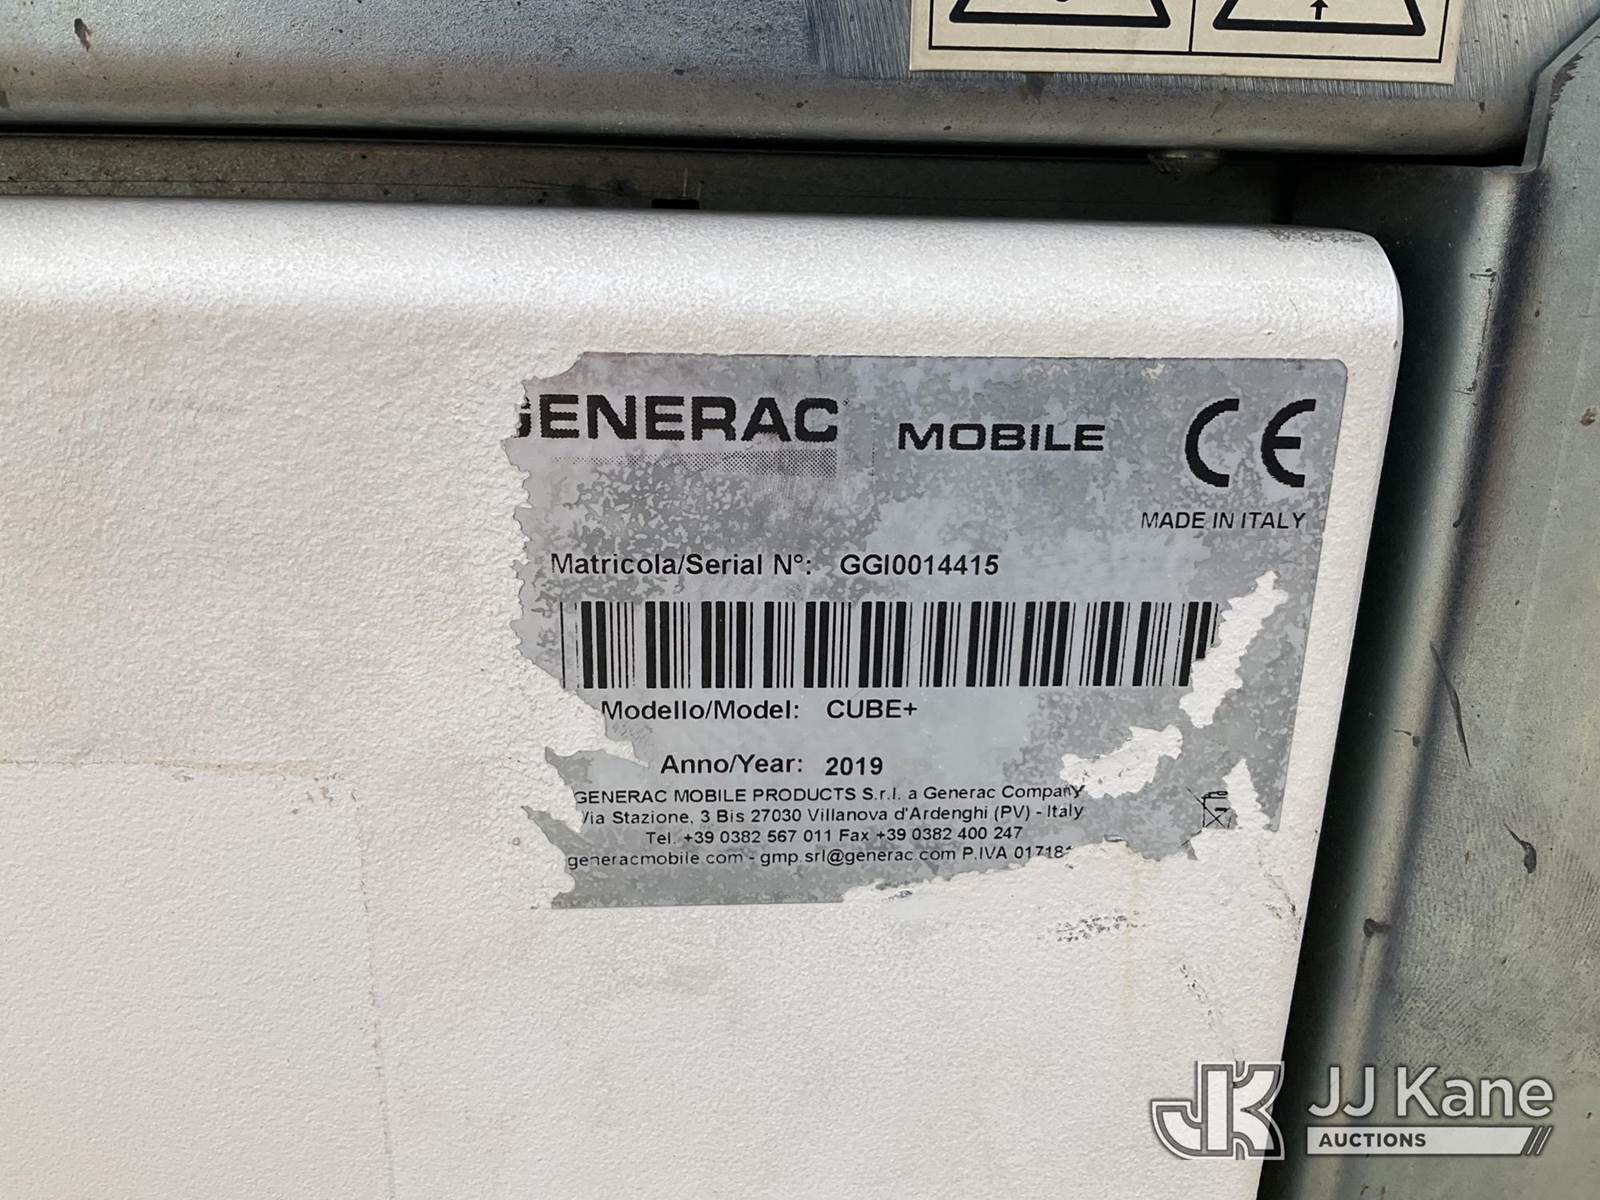 GENERAC MOBILE CE
MADE IN ITALY
Matricola/Serial N°: GGI0014415
Modello/Model: CUBE+
Anno/Year: 2019
GENERAC MOBILE PRODUCTS S.r.l. a Generac Company
Via Stazione, 3 Bis 27030 Villanova d'Ardenghi (PV) - Italy
Tel. +39 0382 567 011 Fax +39 0382 400 247
generacmobile.com - gmp.srl@generac.com P.IVA
JK JJ Kane
AUCTIONS